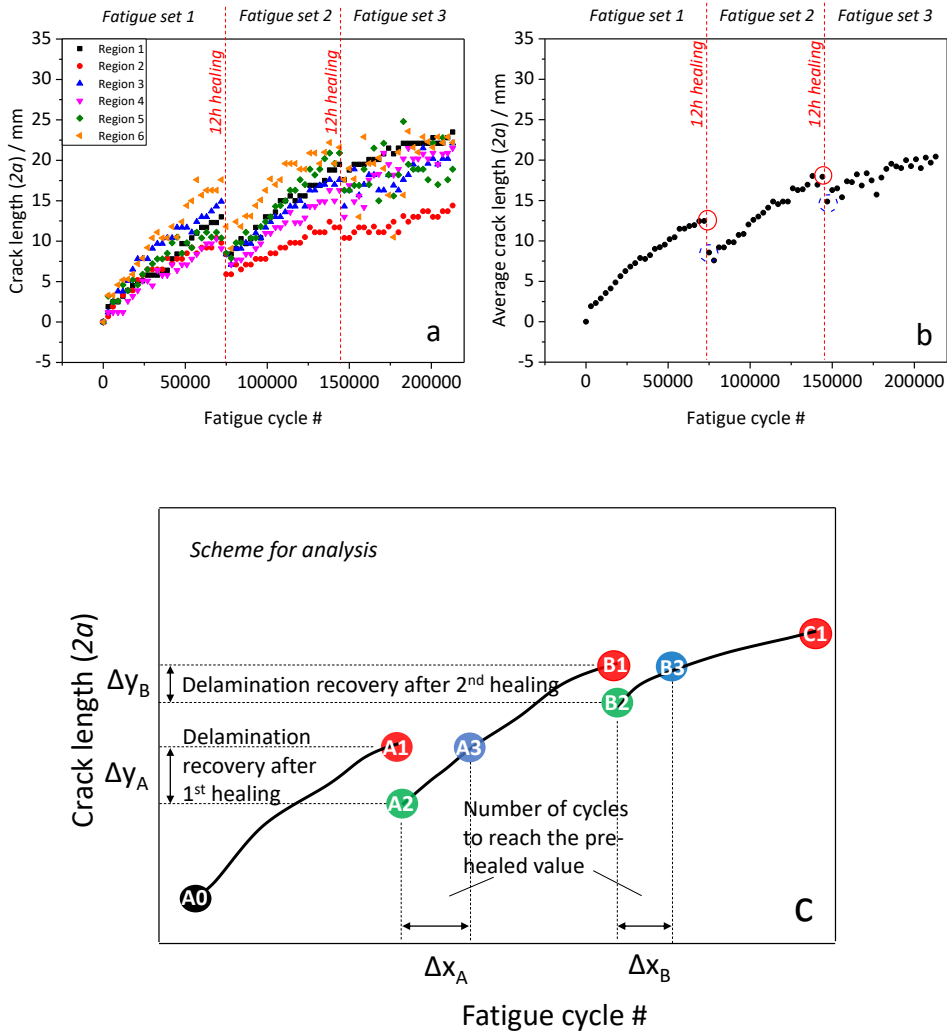 Fatigue set 1 Fatigue set 2 Fatigue set 3
35
30
25
20
15
10
5
0
-5
Crack length (2a) / mm
Region 1
Region 2
Region 3
Region 4
Region 5
Region 6
12h healing
12h healing
a
0 50000 100000 150000 200000
Fatigue cycle #
Fatigue set 1 Fatigue set 2 Fatigue set 3
35
30
25
20
15
10
5
0
-5
Average crack length (2a) / mm
12h healing
12h healing
b
0 50000 100000 150000 200000
Fatigue cycle #
Scheme for analysis
Crack length (2a)
C1
B1
B3
ΔyB
Delamination recovery after 2nd healing
B2
Delamination
recovery after
1st healing
A1
A3
ΔyA
A2
Number of cycles
to reach the pre-
healed value
A0
c
ΔxA
ΔxB
Fatigue cycle #